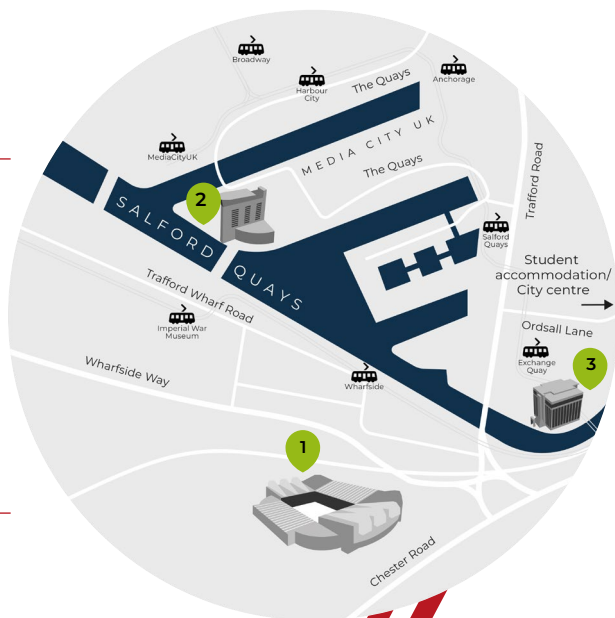 Broadway
Harbour
City
The Quays
Anchorage
MEDIA CITY UK
MediaCityUK
The Quays
Trafford Road
2
SALFORD QUAYS
Salford
Quays
Student
accommodation/
City centre
Trafford Wharf Road
Imperial War
Museum
Ordsall Lane
Exchange
Quay
3
Wharfside Way
Wharfside
1
Chester Road